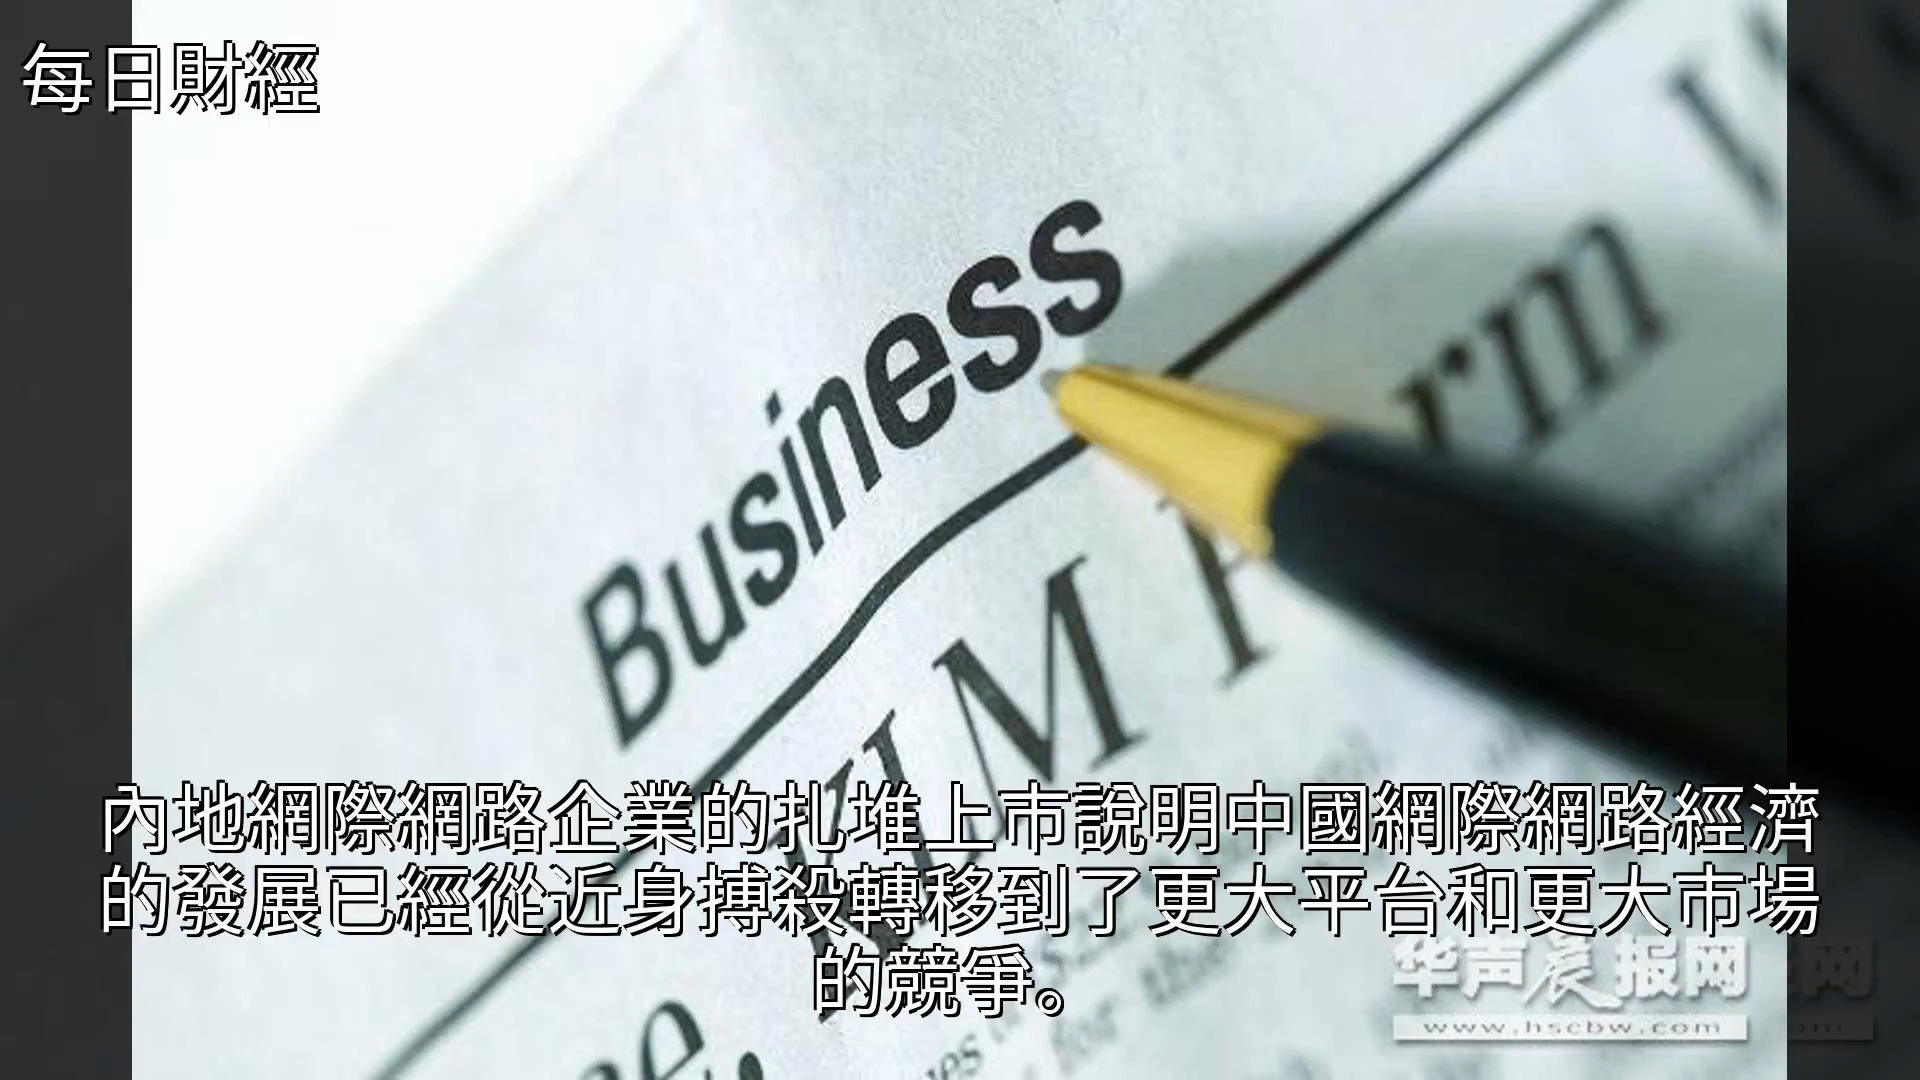 每日財經
Business
KLM
rm
內地網際網路企業的扎堆上市說明中國網際網路經濟
的發展已經從近身搏殺轉移到了更大平台和更大市場
的競爭。
华声晨报网
www.hscbw.com